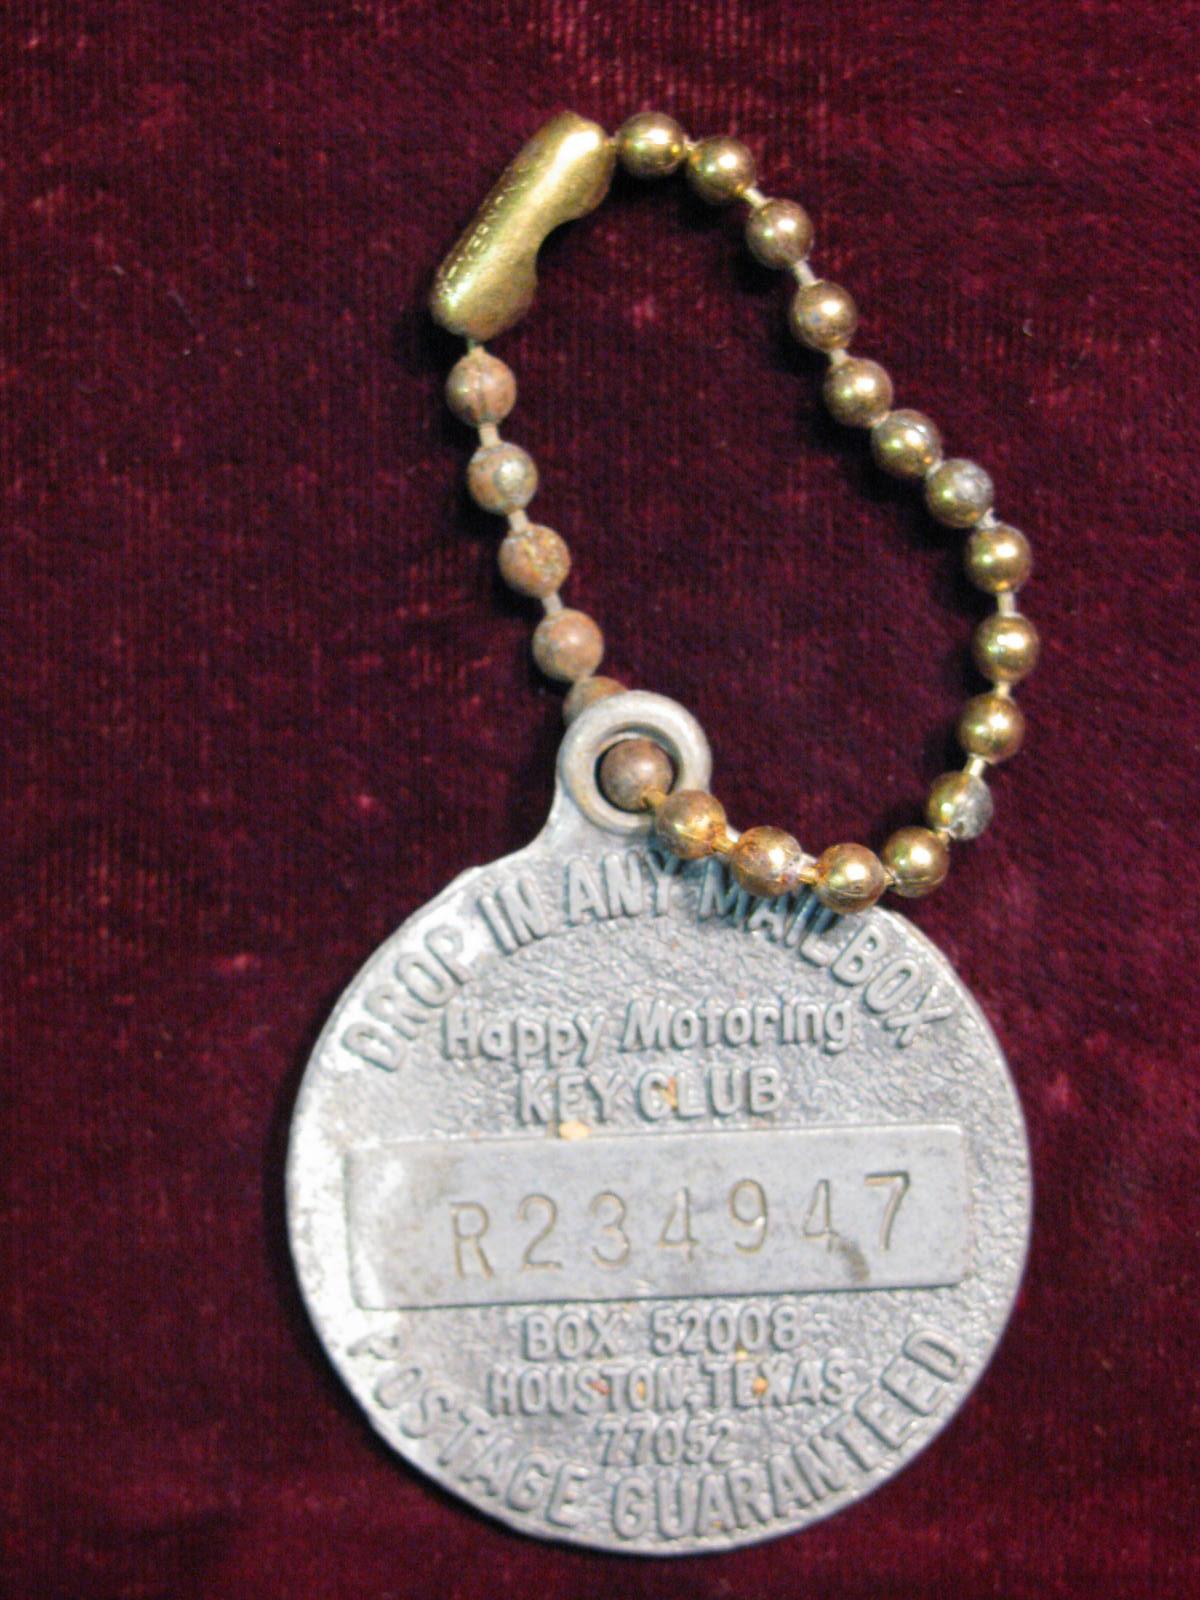 DROP IN ANY MAILBOX
Happy Motoring
KEY CLUB
R234947
BOX 52008
HOUSTON, TEXAS
77052
POSTAGE GUARANTEED